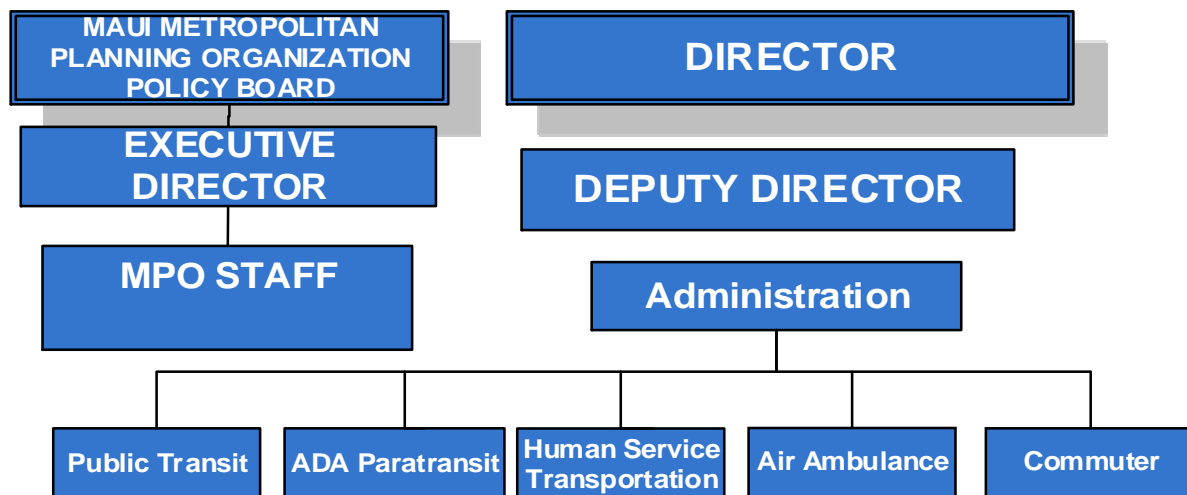 MAUI METROPOLITAN
PLANNING ORGANIZATION
POLICY BOARD
DIRECTOR
EXECUTIVE
DIRECTOR
DEPUTY DIRECTOR
MPO STAFF
Administration
Public Transit
ADA Paratransit
Human Service
Transportation
Air Ambulance
Commuter